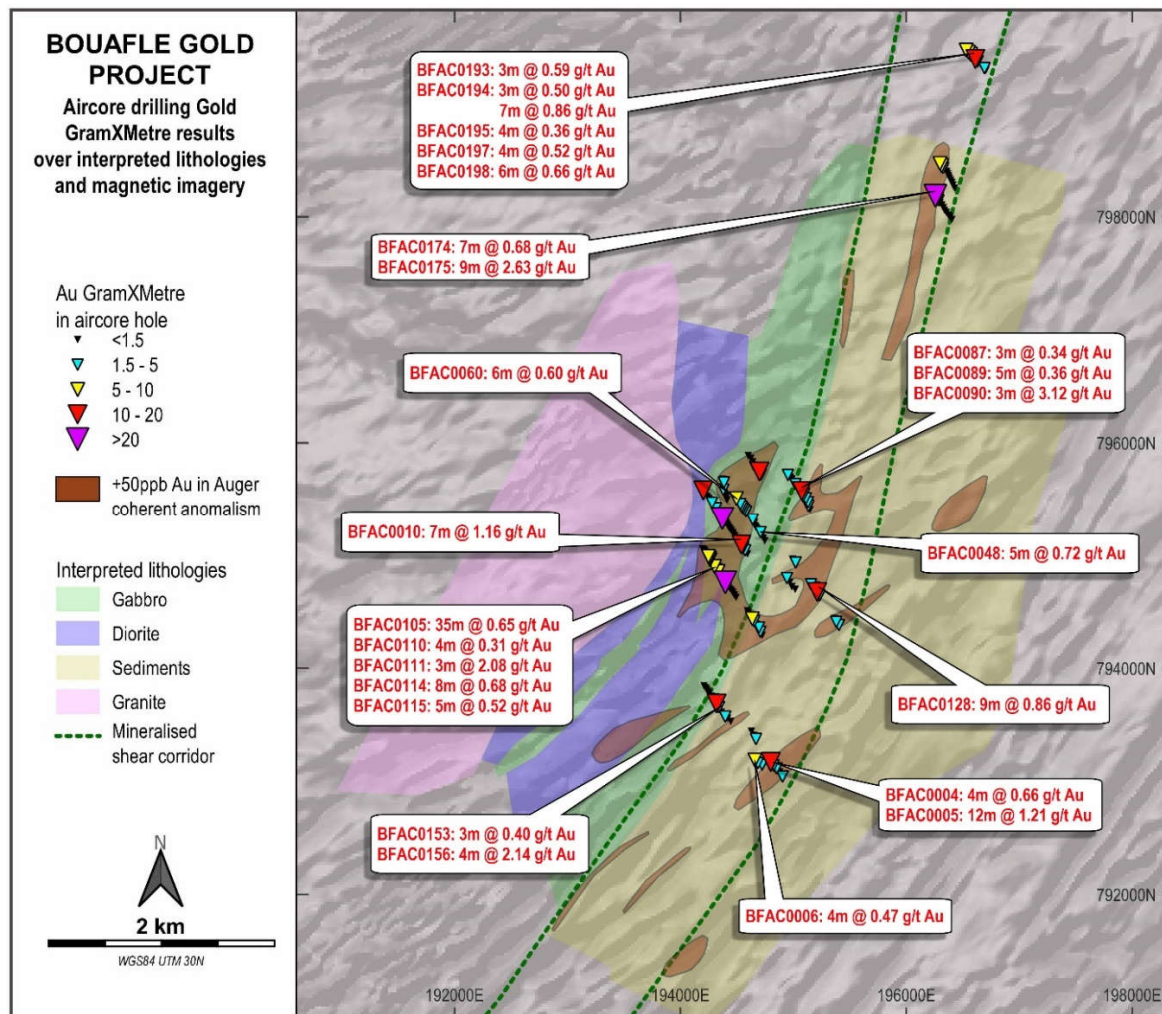 BOUAFLE GOLD
PROJECT
Aircore drilling Gold
GramXMetre results
over interpreted lithologies
and magnetic imagery
Au GramXMetre
in aircore hole
<1.5
1.5 - 5
5 - 10
10 - 20
>20
+50ppb Au in Auger
coherent anomalism
Interpreted lithologies
Gabbro
Diorite
Sediments
Granite
Mineralised
shear corridor
N
2 km
WGS84 UTM 30N
BFAC0193: 3m @ 0.59 g/t Au
BFAC0194: 3m @ 0.50 g/t Au
7m @ 0.86 g/t Au
BFAC0195: 4m @ 0.36 g/t Au
BFAC0197: 4m @ 0.52 g/t Au
BFAC0198: 6m @ 0.66 g/t Au
798000N
BFAC0174: 7m @ 0.68 g/t Au
BFAC0175: 9m @ 2.63 g/t Au
BFAC0060: 6m @ 0.60 g/t Au
BFAC0087: 3m @ 0.34 g/t Au
BFAC0089: 5m @ 0.36 g/t Au
BFAC0090: 3m @ 3.12 g/t Au
796000N
BFAC0010: 7m @ 1.16 g/t Au
BFAC0048: 5m @ 0.72 g/t Au
BFAC0105: 35m @ 0.65 g/t Au
BFAC0110: 4m @ 0.31 g/t Au
BFAC0111: 3m @ 2.08 g/t Au
BFAC0114: 8m @ 0.68 g/t Au
BFAC0115: 5m @ 0.52 g/t Au
794000N
BFAC0128: 9m @ 0.86 g/t Au
BFAC0153: 3m @ 0.40 g/t Au
BFAC0156: 4m @ 2.14 g/t Au
BFAC0004: 4m @ 0.66 g/t Au
BFAC0005: 12m @ 1.21 g/t Au
BFAC0006: 4m @ 0.47 g/t Au
792000N
192000E
194000E
196000E
198000E